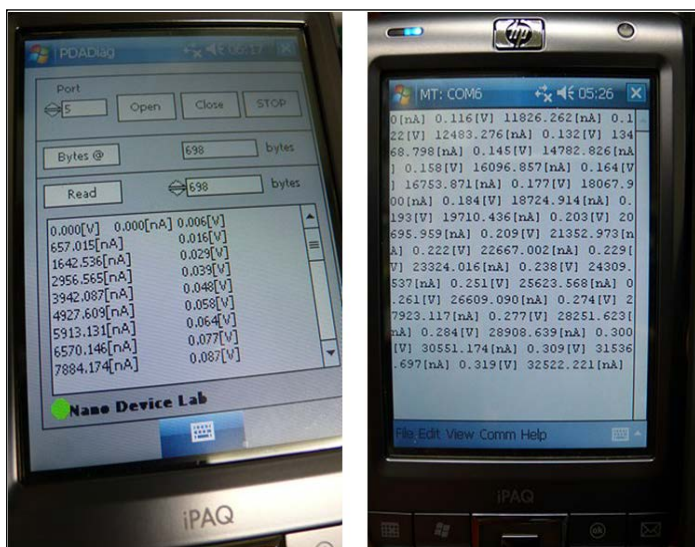 PDADiag
05:17
Port
5
Open
Close
STOP
Bytes @
698
bytes
Read
698
bytes
0.000[V] 0.000[nA] 0.006[V]
657.015[nA] 0.016[V]
1642.536[nA] 0.029[V]
2956.565[nA] 0.039[V]
3942.087[nA] 0.048[V]
4927.609[nA] 0.058[V]
5913.131[nA] 0.064[V]
6570.146[nA] 0.077[V]
7884.174[nA] 0.087[V]
Nano Device Lab
iPAQ
hp
MT: COM6 05:26
0[nA] 0.116[V] 11826.262[nA] 0.1
22[V] 12483.276[nA] 0.132[V] 134
68.798[nA] 0.145[V] 14782.826[nA
] 0.158[V] 16096.857[nA] 0.164[V
] 16753.871[nA] 0.177[V] 18067.9
00[nA] 0.184[V] 18724.914[nA] 0.
193[V] 19710.436[nA] 0.203[V] 20
695.959[nA] 0.209[V] 21352.973[n
A] 0.222[V] 22667.002[nA] 0.229[
V] 23324.016[nA] 0.238[V] 24309.
537[nA] 0.251[V] 25623.568[nA] 0
.261[V] 26609.090[nA] 0.274[V] 2
7923.117[nA] 0.277[V] 28251.623[
nA] 0.284[V] 28908.639[nA] 0.300
[V] 30551.174[nA] 0.309[V] 31536
.697[nA] 0.319[V] 32522.221[nA]
File Edit View Comm Help
iPAQ
ok